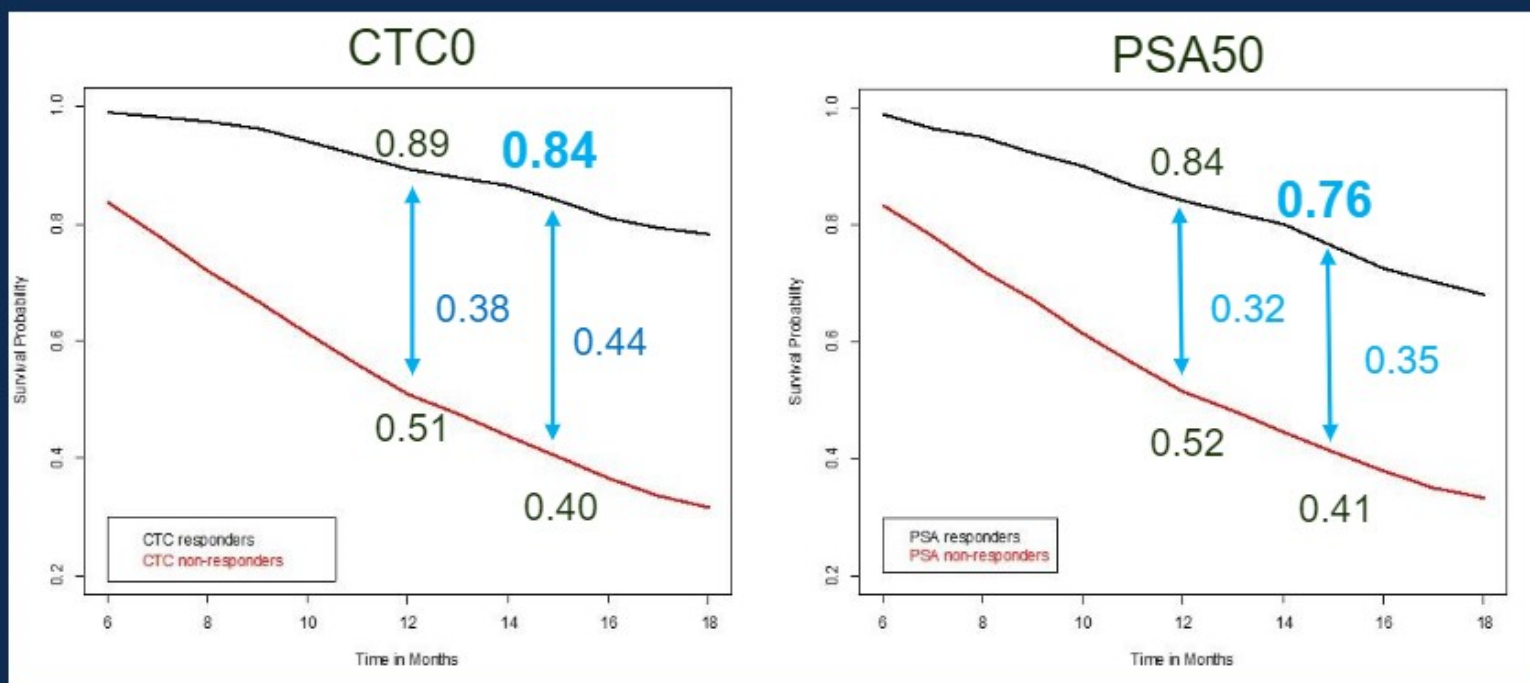 CTC0
1.0
0.8
0.6
0.4
0.2
Survival Probability
0.89
0.84
0.38
0.44
0.51
0.40
CTC responders
CTC non-responders
6 8 10 12 14 16 18
Time in Months
PSA50
1.0
0.8
0.6
0.4
0.2
Survival Probability
0.84
0.76
0.32
0.35
0.52
0.41
PSA responders
PSA non-responders
6 8 10 12 14 16 18
Time in Months